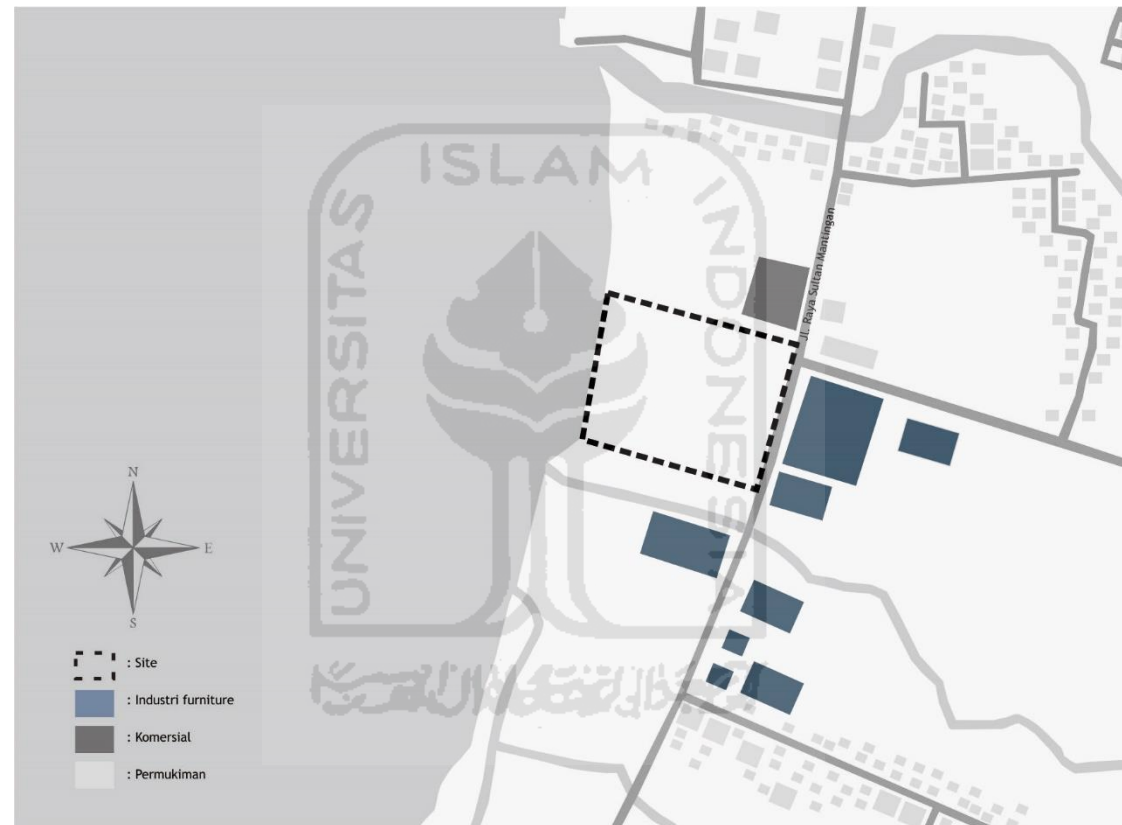 UNIVERSITAS
ISLAM
INDONESIA
Jl. Raya Sultan Mantingan
N
W
E
S
: Site
: Industri furniture
: Komersial
: Permukiman